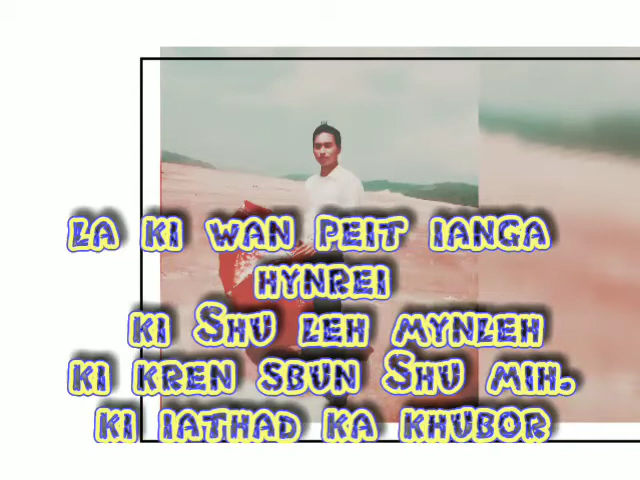 la ki wan peit ianga
hynrei
ki Shu leh mynleh
ki kren sbun Shu mih.
ki iathad ka khubor